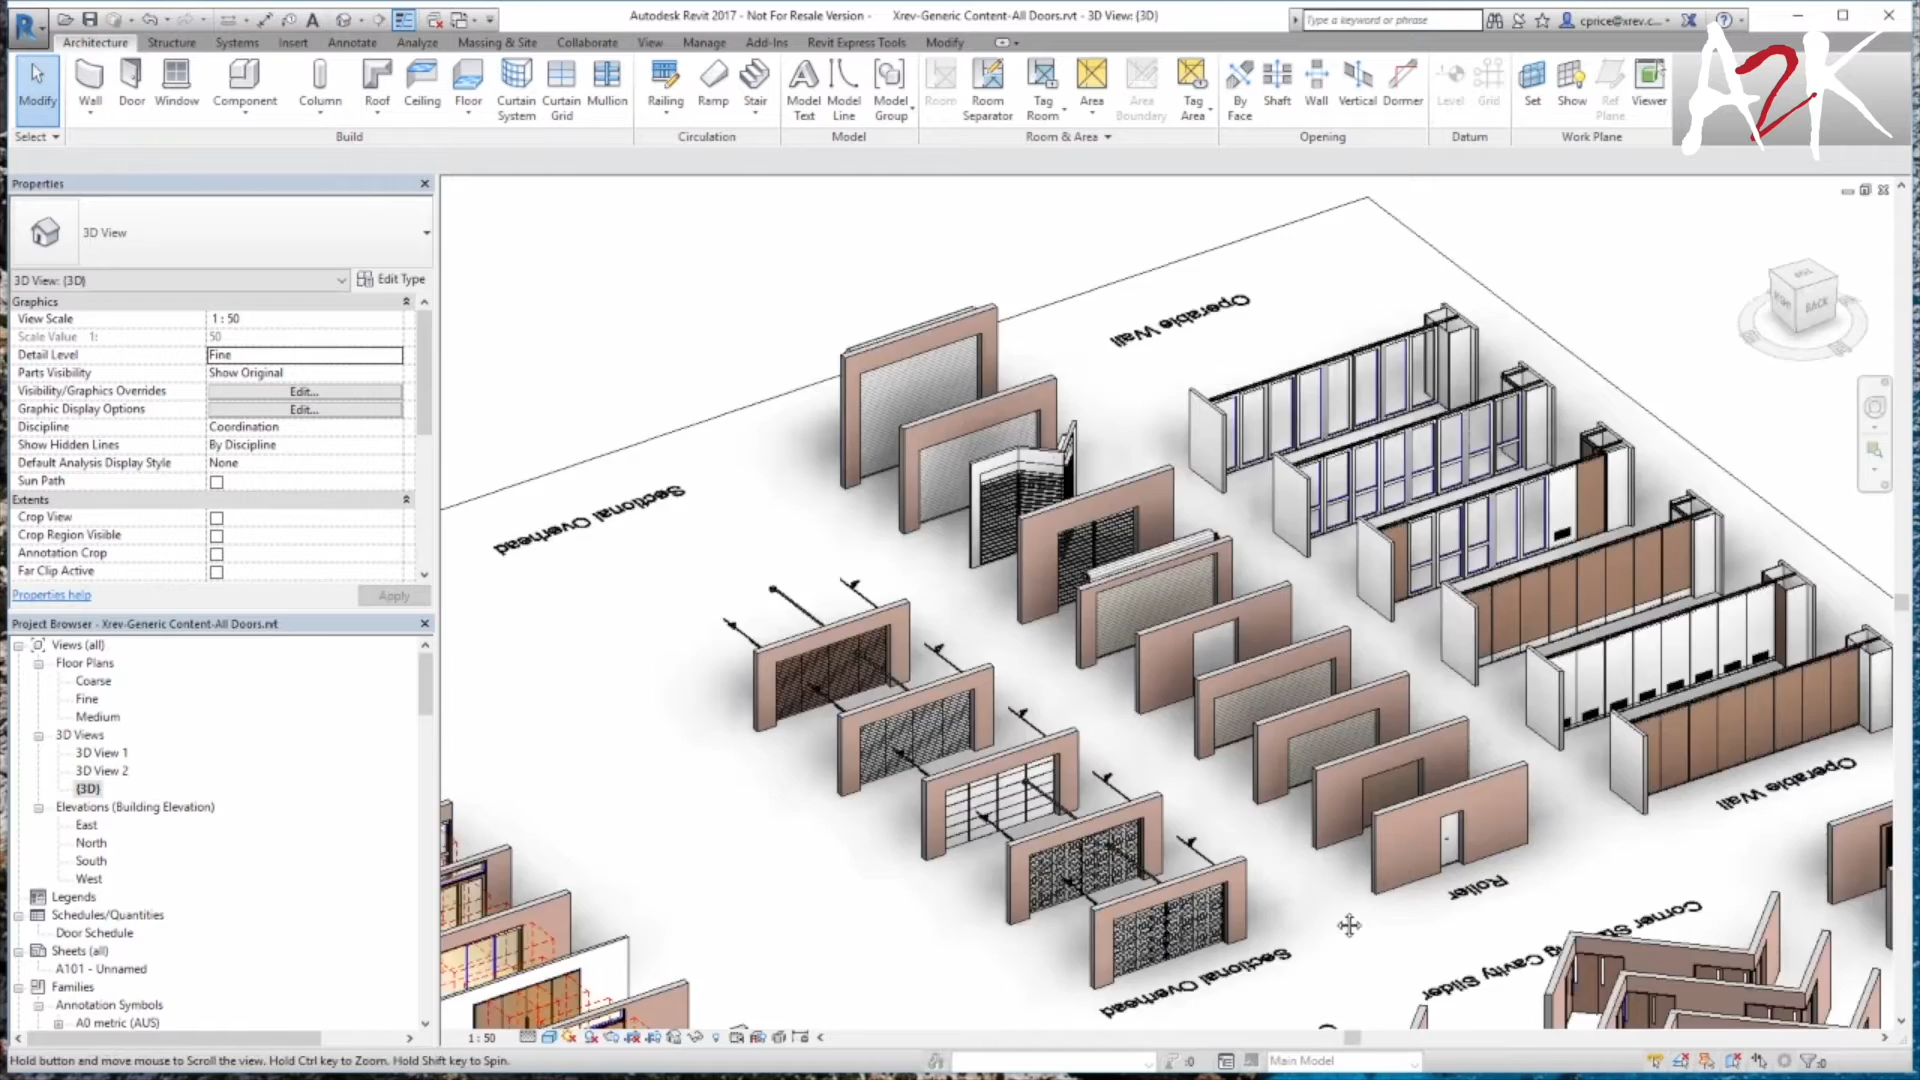 Autodesk Revit 2017 - Not For Resale Version - Xrev-Generic Content-All Doors.rvt - 3D View: {3D}
Type a keyword or phrase
cprice@xrev.c...
Architecture Structure Systems Insert Annotate Analyze Massing & Site Collaborate View Manage Add-Ins Revit Express Tools Modify
A2K
Modify Wall Door Window Component Column Roof Ceiling Floor Curtain System Curtain Grid Mullion Railing Ramp Stair Model Text Model Line Model Group Room Room Separator Tag Room Area Area Boundary Tag Area By Face Shaft Wall Vertical Dormer Level Grid Set Show Ref Plane Viewer
Select Build Circulation Model Room & Area Opening Datum Work Plane
Properties
3D View
3D View: {3D} Edit Type
Graphics
View Scale 1 : 50
Scale Value 1: 50
Detail Level Fine
Parts Visibility Show Original
Visibility/Graphics Overrides Edit...
Graphic Display Options Edit...
Discipline Coordination
Show Hidden Lines By Discipline
Default Analysis Display Style None
Sun Path
Extents
Crop View
Crop Region Visible
Annotation Crop
Far Clip Active
Properties help Apply
Project Browser - Xrev-Generic Content-All Doors.rvt
Views (all)
Floor Plans
Coarse
Fine
Medium
3D Views
3D View 1
3D View 2
{3D}
Elevations (Building Elevation)
East
North
South
West
Legends
Schedules/Quantities
Door Schedule
Sheets (all)
A101 - Unnamed
Families
Annotation Symbols
A0 metric (AUS)
Operable Wall
Sectional Overhead
BACK
Operable Wall
Roller
Sectional Overhead
Cavity Slider
1 : 50
Hold button and move mouse to Scroll the view. Hold Ctrl key to Zoom. Hold Shift key to Spin.
:0
Main Model
:0